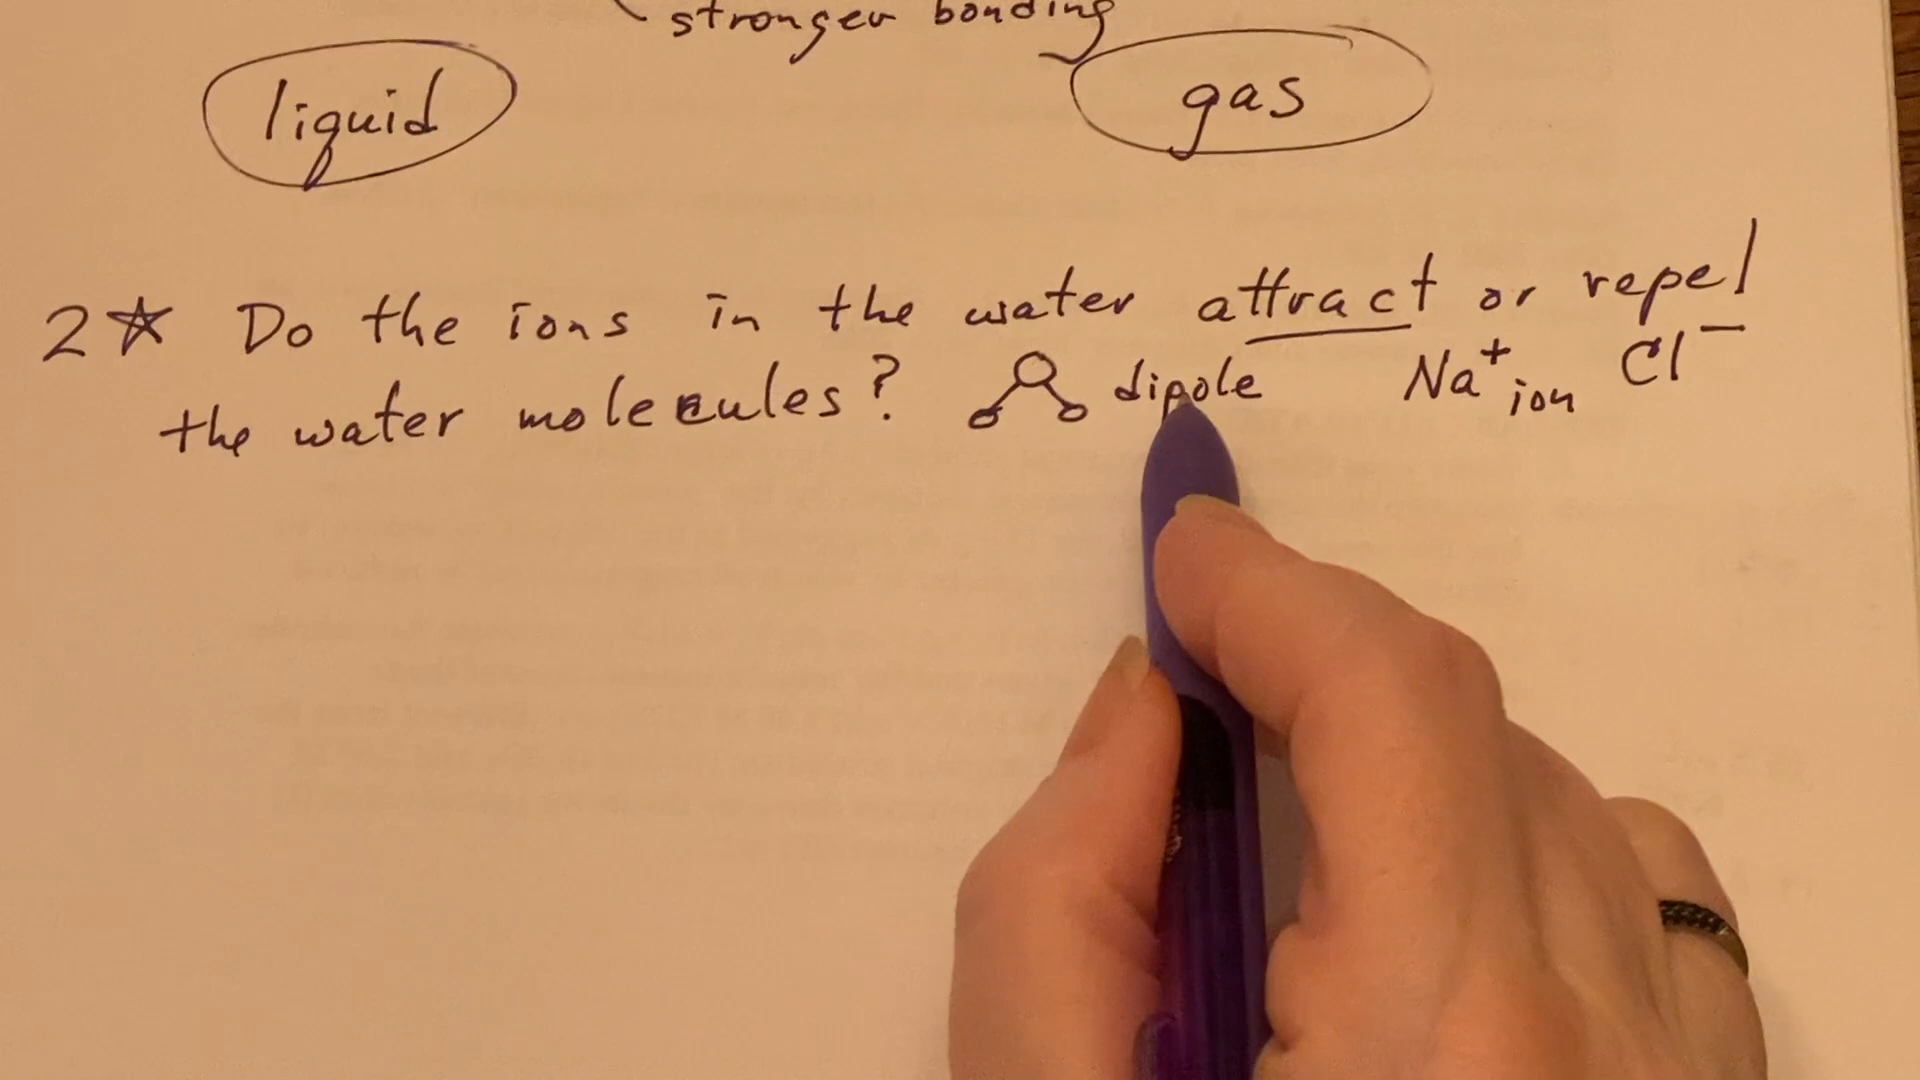 stronger bonding
liquid
gas
2☆ Do the ions in the water attract or repel
the water molecules? dipole Na⁺ ion Cl⁻